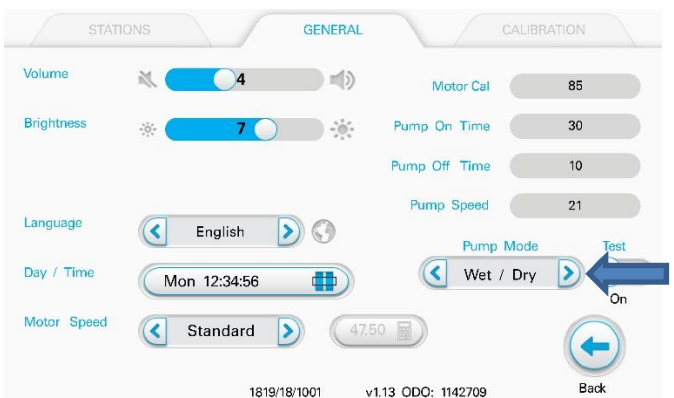 STATIONS GENERAL CALIBRATION
Volume 4
Motor Cal 85
Brightness 7
Pump On Time 30
Pump Off Time 10
Pump Speed 21
Language English
Pump Mode Test
Day / Time Mon 12:34:56
Wet / Dry
On
Motor Speed Standard 47.50
1819/18/1001 v1.13 ODO: 1142709 Back